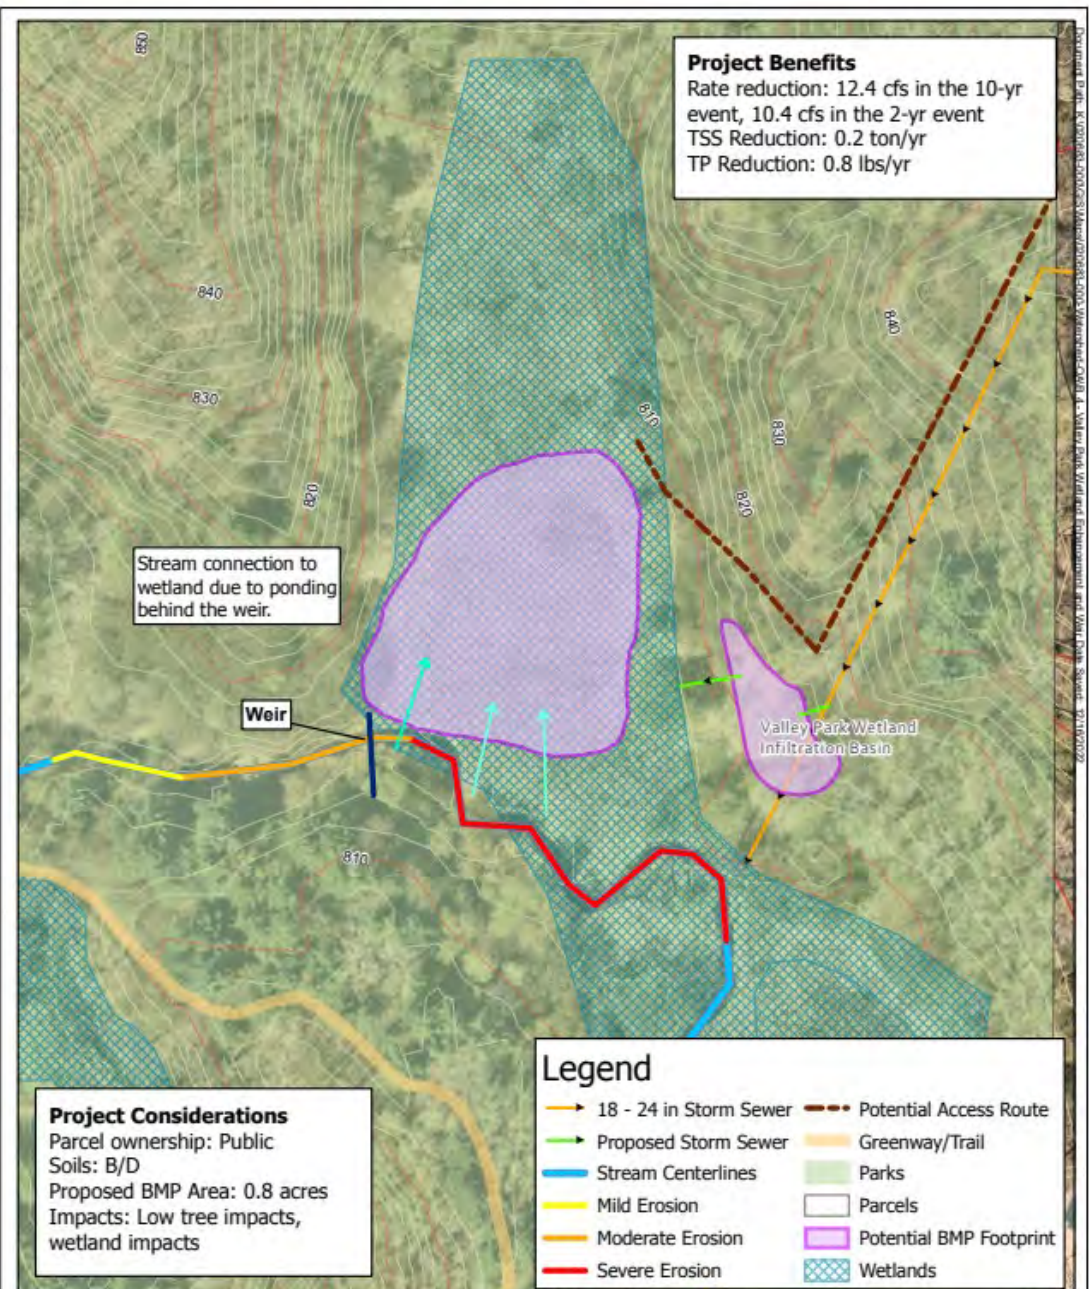 850
Project Benefits
Rate reduction: 12.4 cfs in the 10-yr
event, 10.4 cfs in the 2-yr event
TSS Reduction: 0.2 ton/yr
TP Reduction: 0.8 lbs/yr
840
840
830
810
830
820
820
Stream connection to
wetland due to ponding
behind the weir.
Weir
Valley Park Wetland
Infiltration Basin
810
Project Considerations
Parcel ownership: Public
Soils: B/D
Proposed BMP Area: 0.8 acres
Impacts: Low tree impacts,
wetland impacts
Legend
18 - 24 in Storm Sewer
Proposed Storm Sewer
Stream Centerlines
Mild Erosion
Moderate Erosion
Severe Erosion
Potential Access Route
Greenway/Trail
Parks
Parcels
Potential BMP Footprint
Wetlands